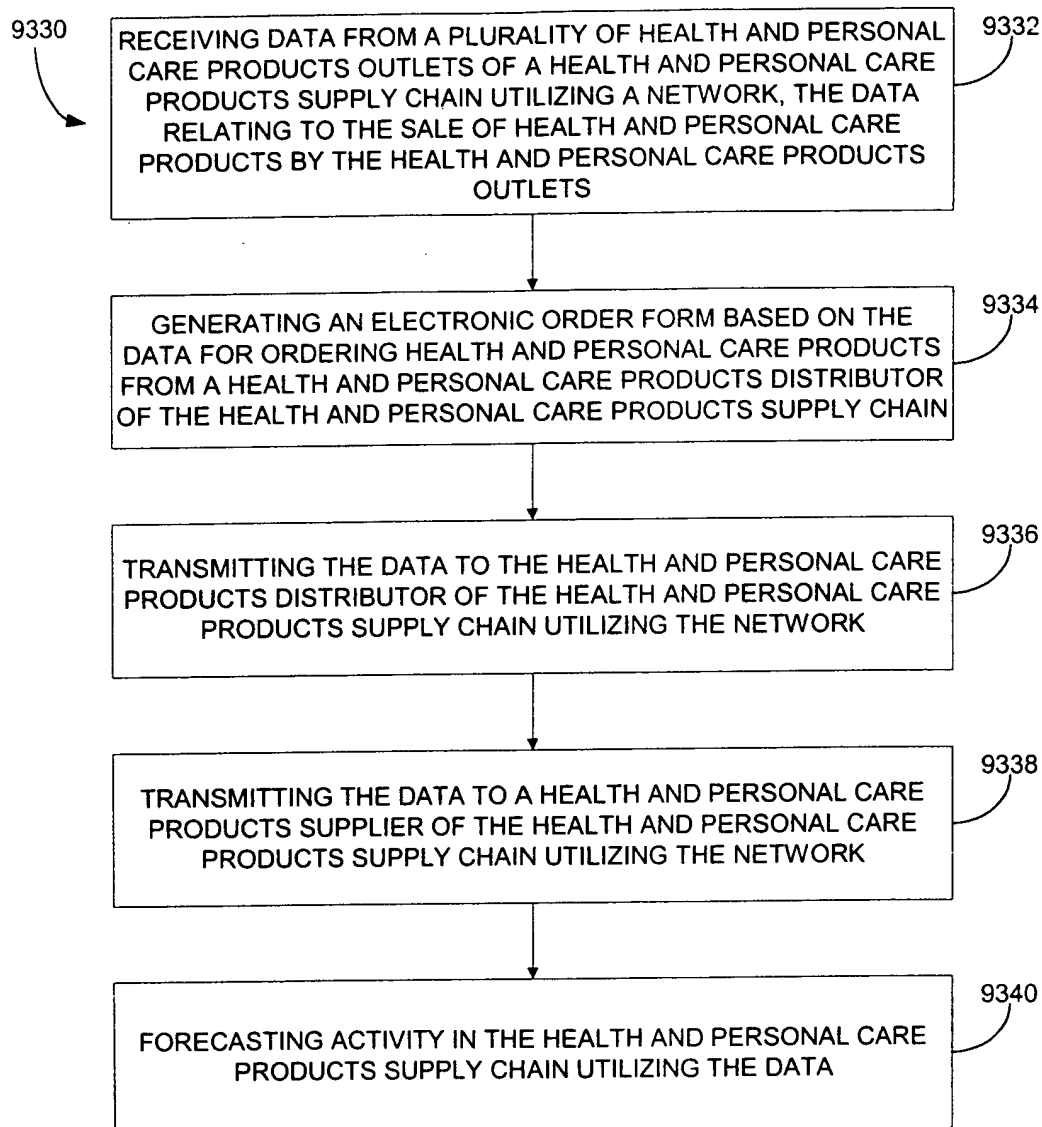 9330
9332
RECEIVING DATA FROM A PLURALITY OF HEALTH AND PERSONAL
CARE PRODUCTS OUTLETS OF A HEALTH AND PERSONAL CARE
PRODUCTS SUPPLY CHAIN UTILIZING A NETWORK, THE DATA
RELATING TO THE SALE OF HEALTH AND PERSONAL CARE
PRODUCTS BY THE HEALTH AND PERSONAL CARE PRODUCTS
OUTLETS
9334
GENERATING AN ELECTRONIC ORDER FORM BASED ON THE
DATA FOR ORDERING HEALTH AND PERSONAL CARE PRODUCTS
FROM A HEALTH AND PERSONAL CARE PRODUCTS DISTRIBUTOR
OF THE HEALTH AND PERSONAL CARE PRODUCTS SUPPLY CHAIN
9336
TRANSMITTING THE DATA TO THE HEALTH AND PERSONAL CARE
PRODUCTS DISTRIBUTOR OF THE HEALTH AND PERSONAL CARE
PRODUCTS SUPPLY CHAIN UTILIZING THE NETWORK
9338
TRANSMITTING THE DATA TO A HEALTH AND PERSONAL CARE
PRODUCTS SUPPLIER OF THE HEALTH AND PERSONAL CARE
PRODUCTS SUPPLY CHAIN UTILIZING THE NETWORK
9340
FORECASTING ACTIVITY IN THE HEALTH AND PERSONAL CARE
PRODUCTS SUPPLY CHAIN UTILIZING THE DATA